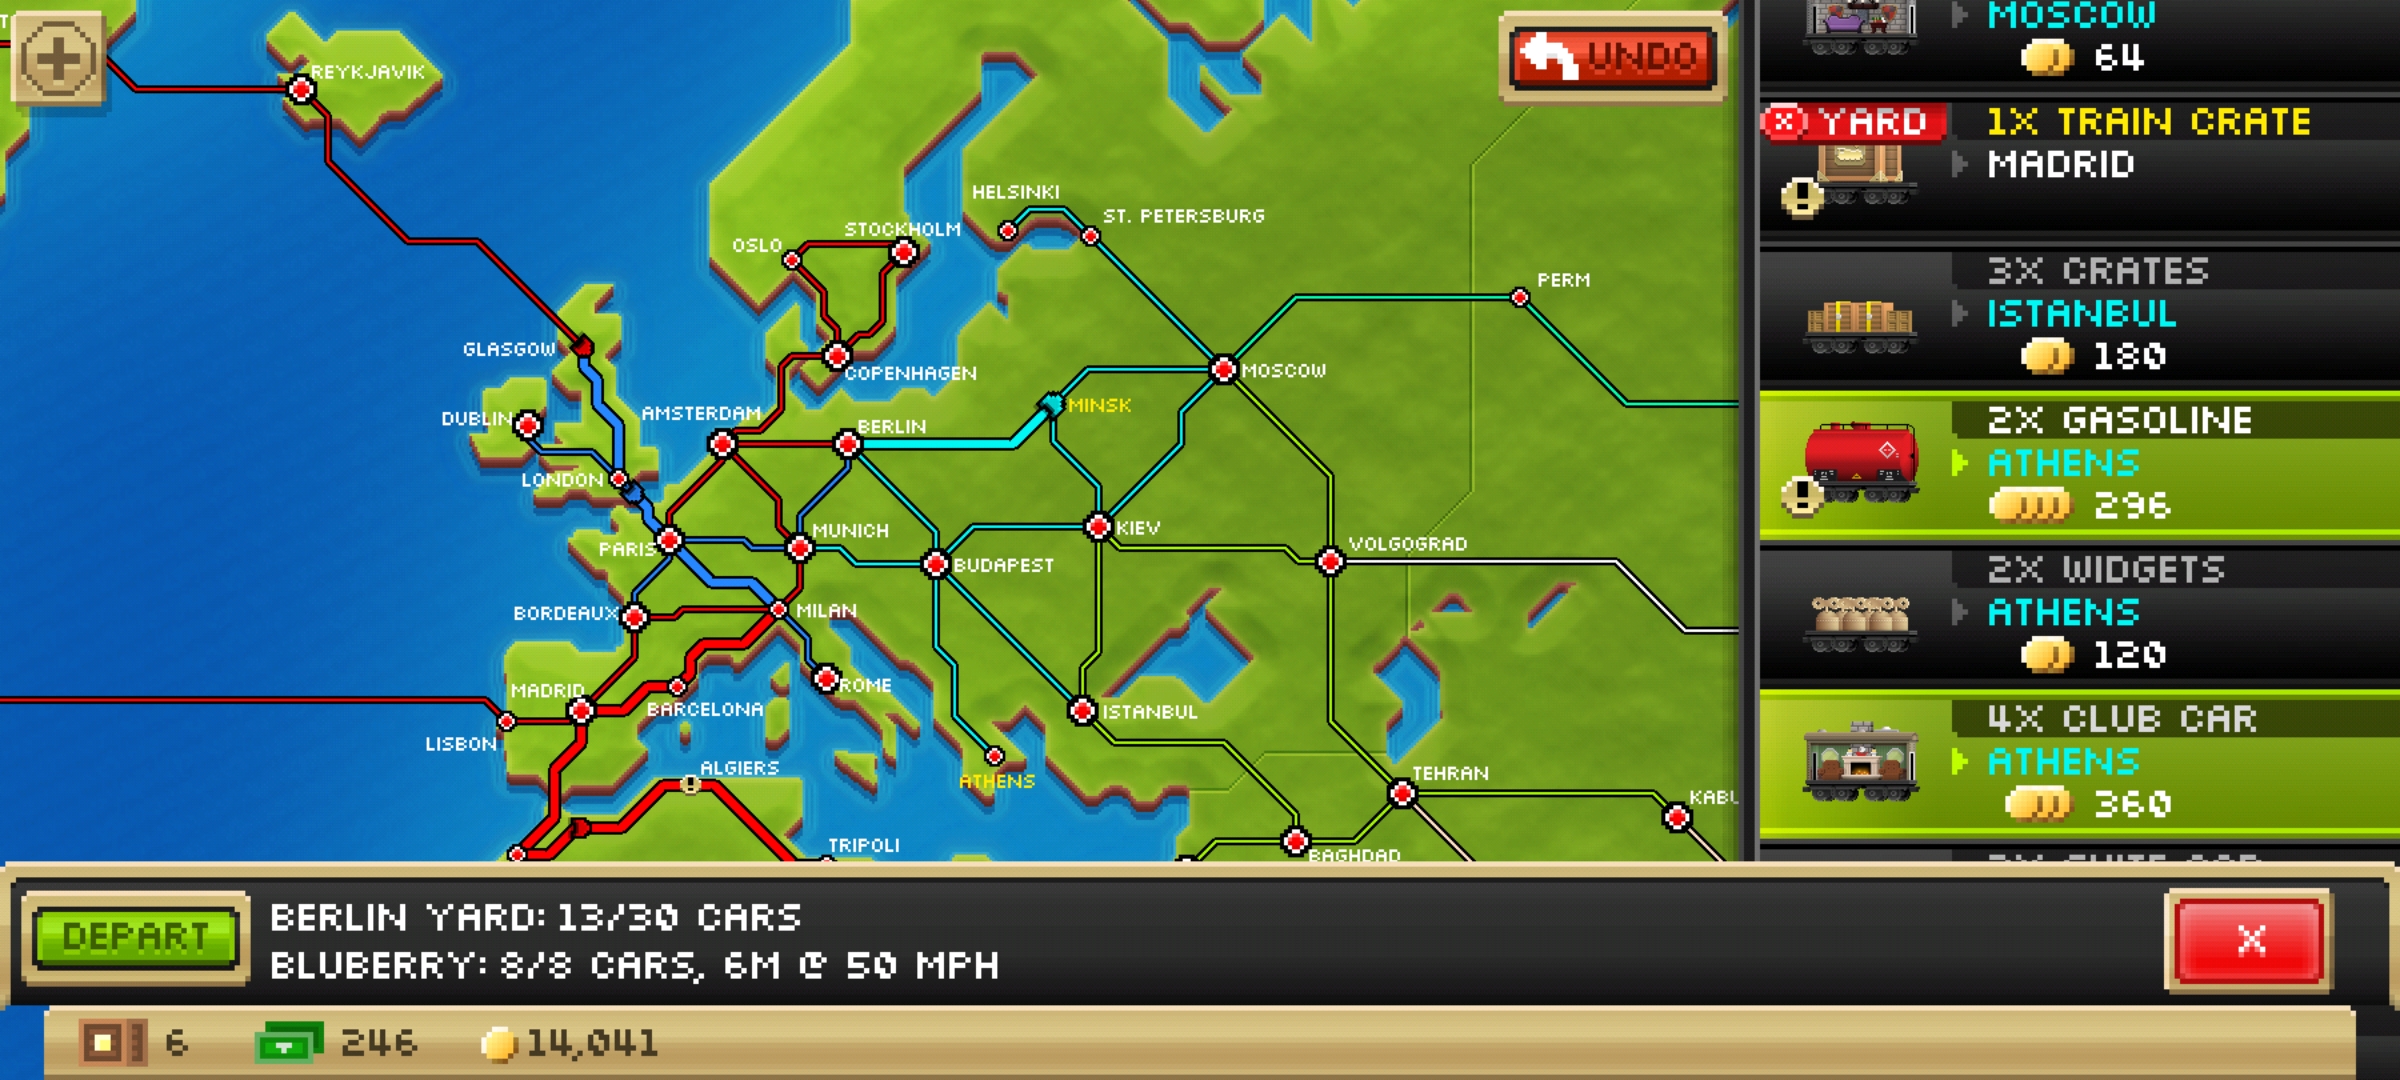 REYKJAVIK
GLASGOW
DUBLIN
LONDON
AMSTERDAM
OSLO
STOCKHOLM
COPENHAGEN
HELSINKI
ST. PETERSBURG
PERM
MOSCOW
MINSK
BERLIN
PARIS
MUNICH
BUDAPEST
KIEV
VOLGOGRAD
BORDEAUX
MILAN
ROME
MADRID
BARCELONA
LISBON
ISTANBUL
ATHENS
ALGIERS
TRIPOLI
TEHRAN
KABU
BAGHDAD
UNDO
MOSCOW
64
YARD
1X TRAIN CRATE
MADRID
3X CRATES
ISTANBUL
180
2X GASOLINE
ATHENS
296
2X WIDGETS
ATHENS
120
4X CLUB CAR
ATHENS
360
DEPART
BERLIN YARD: 13/30 CARS
BLUBERRY: 8/8 CARS, 6M @ 50 MPH
X
6
246
14,041